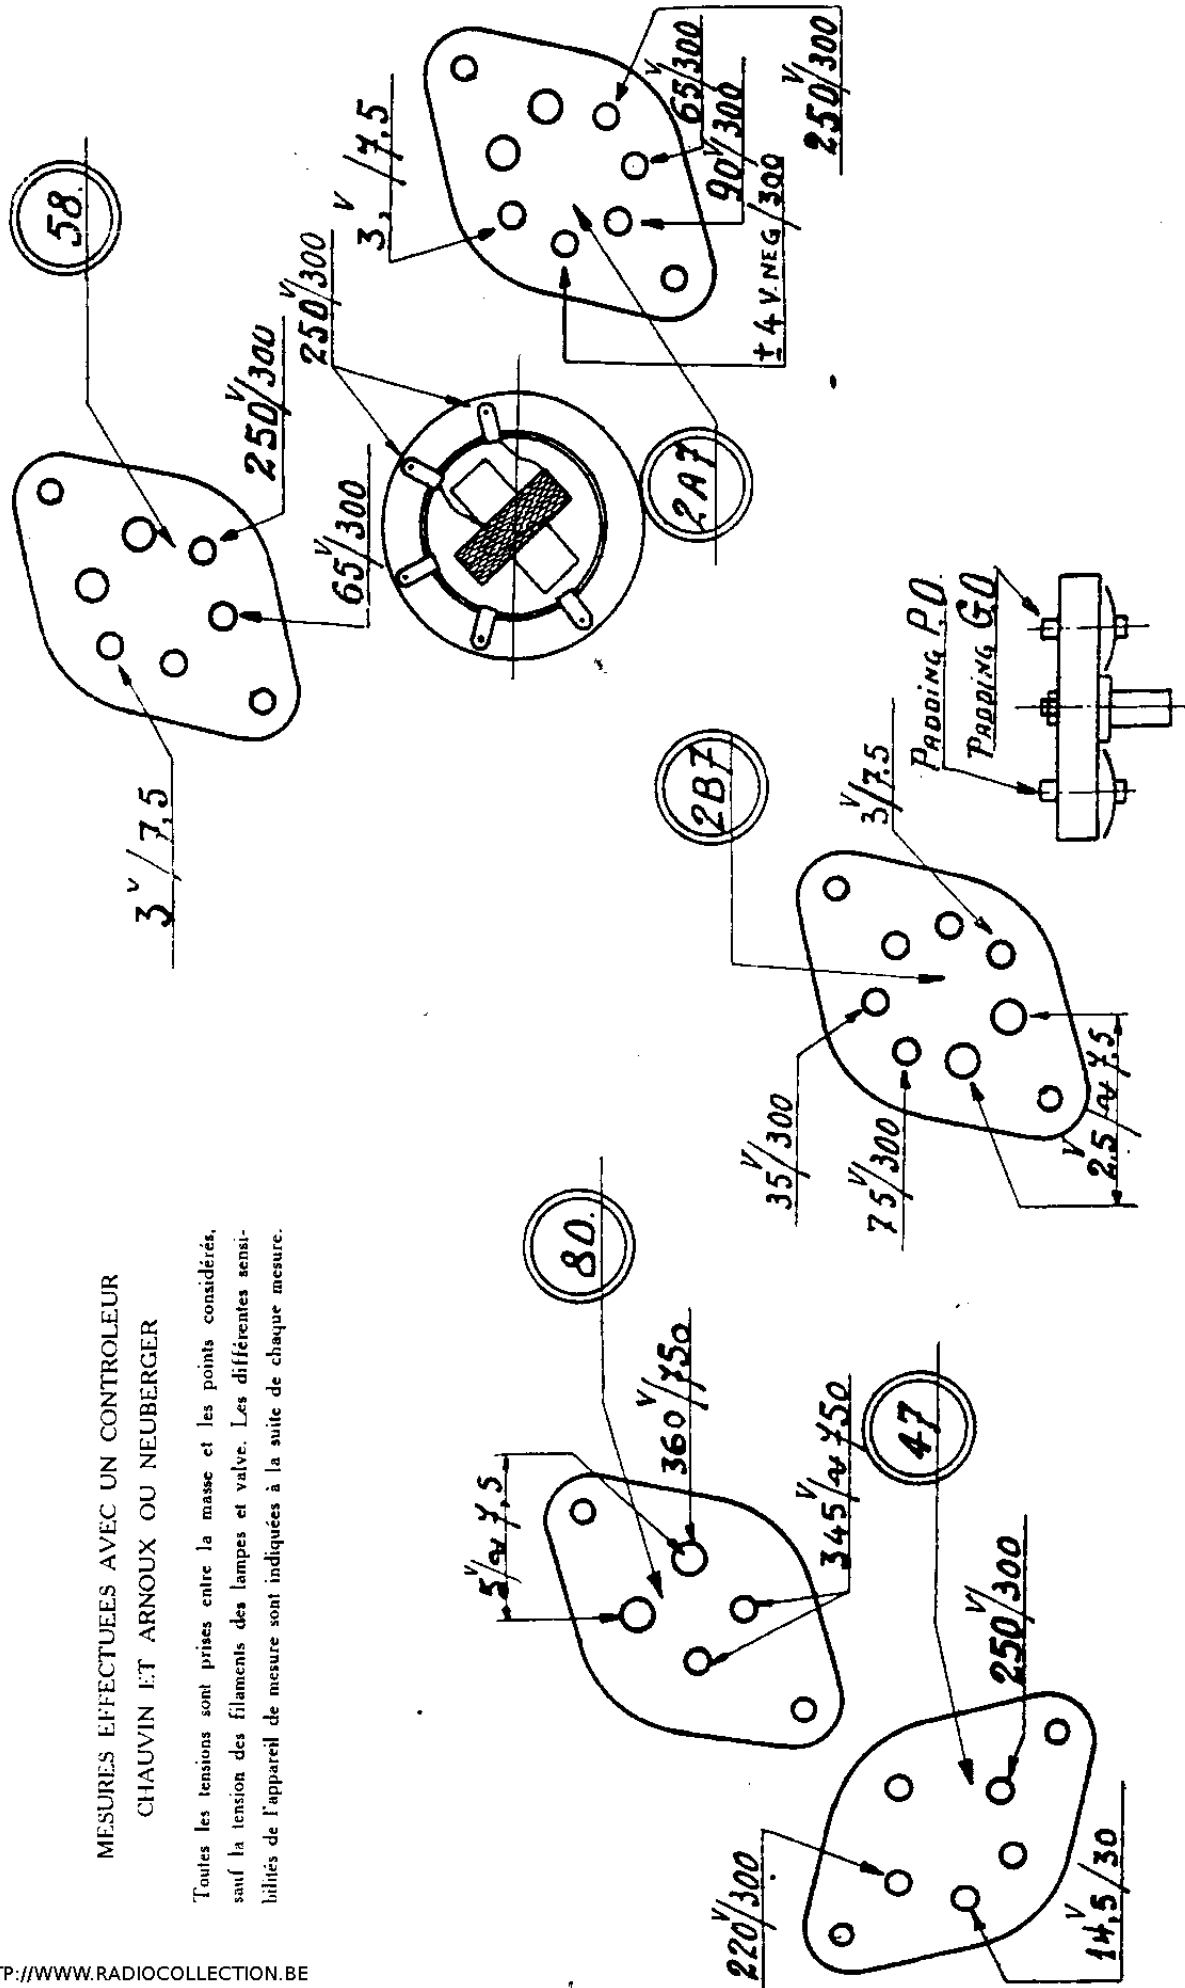 MESURES EFFECTUEES AVEC UN CONTROLEUR
CHAUVIN ET ARNOUX OU NEUBERGER
Toutes les tensions sont prises entre la masse et les points considérés,
sauf la tension des filaments des lampes et valve. Les différentes sensi-
bilités de l'appareil de mesure sont indiquées à la suite de chaque mesure.
58.
3V/7,5
250V/300
65V/300
250V/300
3,V/7,5
65V/300
90V/300
± 4 V. NEG/300
250V/300
2A7
80.
5V~7,5
360V/750
345V~750
2B7
35V/300
75V/300
3V/7.5
2.5V/~7.5
PADDING P.O.
PADDING G.O
47
220V/300
250V/300
14,5V/30
TP://WWW.RADIOCOLLECTION.BE